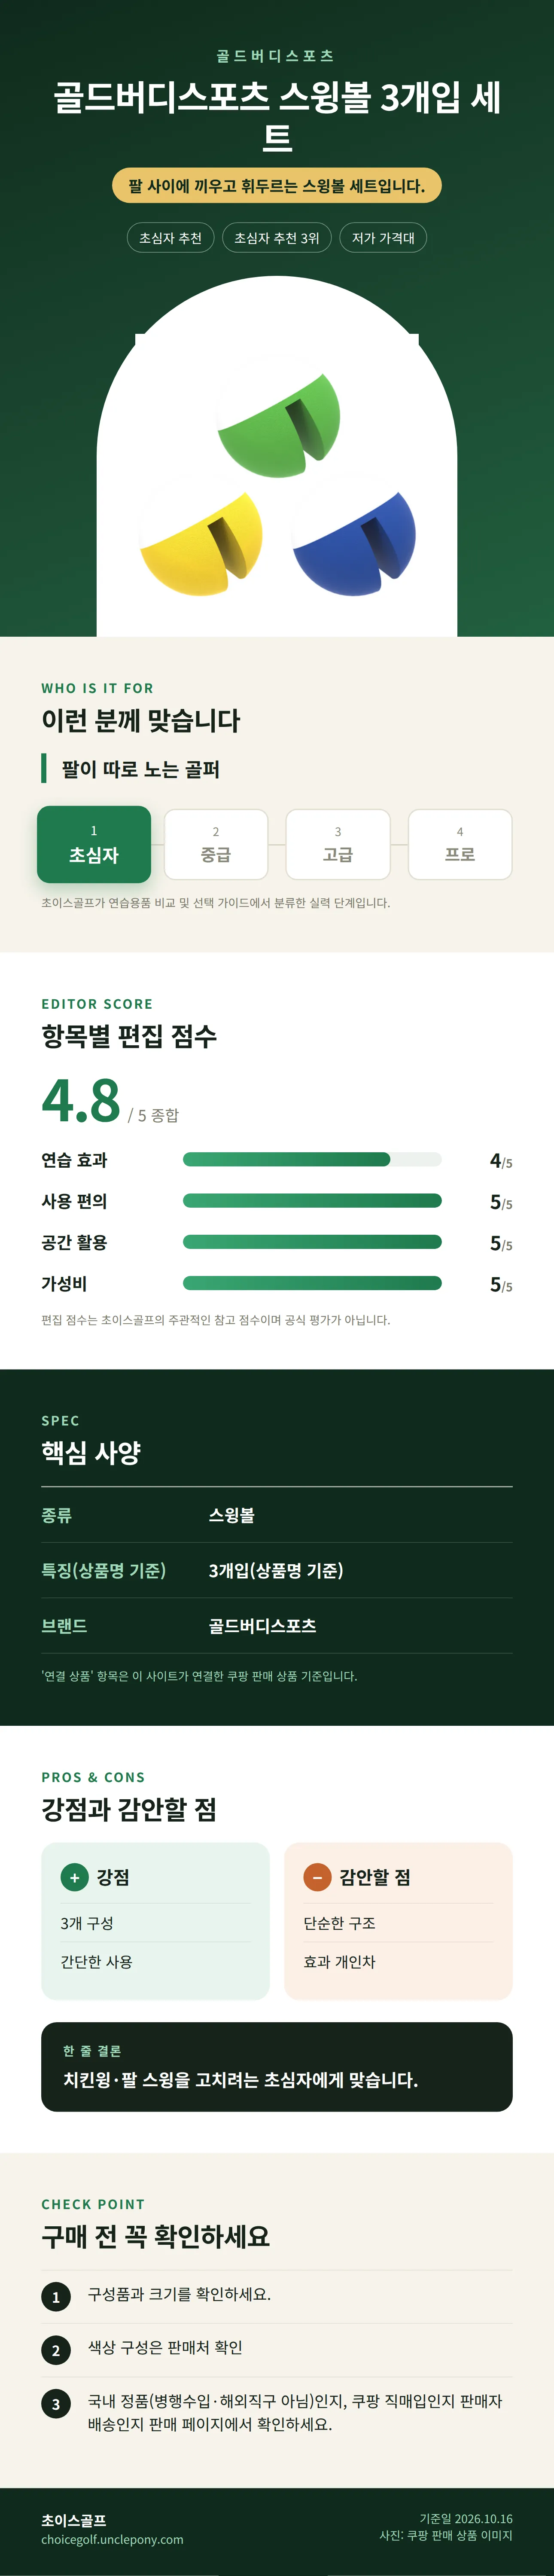 골드버디스포츠
골드버디스포츠 스윙볼 3개입 세
트
팔 사이에 끼우고 휘두르는 스윙볼 세트입니다.
초심자 추천
초심자 추천 3위
저가 가격대
WHO IS IT FOR
이런 분께 맞습니다
팔이 따로 노는 골퍼
1
초심자
2
중급
3
고급
4
프로
초이스골프가 연습용품 비교 및 선택 가이드에서 분류한 실력 단계입니다.
EDITOR SCORE
항목별 편집 점수
4.8 / 5 종합
연습 효과 4/5
사용 편의 5/5
공간 활용 5/5
가성비 5/5
편집 점수는 초이스골프의 주관적인 참고 점수이며 공식 평가가 아닙니다.
SPEC
핵심 사양
종류 스윙볼
특징(상품명 기준) 3개입(상품명 기준)
브랜드 골드버디스포츠
'연결 상품' 항목은 이 사이트가 연결한 쿠팡 판매 상품 기준입니다.
PROS & CONS
강점과 감안할 점
+ 강점
3개 구성
간단한 사용
− 감안할 점
단순한 구조
효과 개인차
한 줄 결론
치킨윙·팔 스윙을 고치려는 초심자에게 맞습니다.
CHECK POINT
구매 전 꼭 확인하세요
1 구성품과 크기를 확인하세요.
2 색상 구성은 판매처 확인
3 국내 정품(병행수입·해외직구 아님)인지, 쿠팡 직매입인지 판매자
배송인지 판매 페이지에서 확인하세요.
초이스골프
choicegolf.unclepony.com
기준일 2026.10.16
사진: 쿠팡 판매 상품 이미지